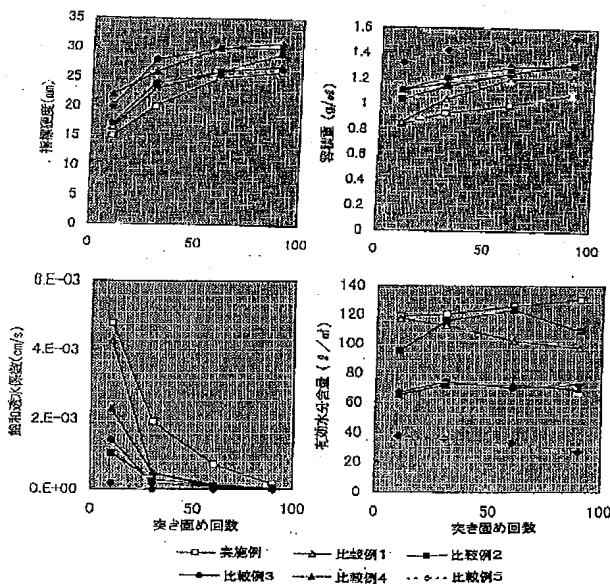 指標硬度(mm)
35
30
25
20
15
10
5
0
0 50 100
容積重(g/㎤)
1.6
1.4
1.2
1
0.8
0.6
0.4
0.2
0
0 50 100
飽和透水係数(cm/s)
6.E-03
4.E-03
2.E-03
0.E+00
0 50 100
突き固め回数
有効水分含量(ℓ/㎥)
140
120
100
80
60
40
20
0
0 50 100
突き固め回数
実施例 比較例1 比較例2
比較例3 比較例4 比較例5